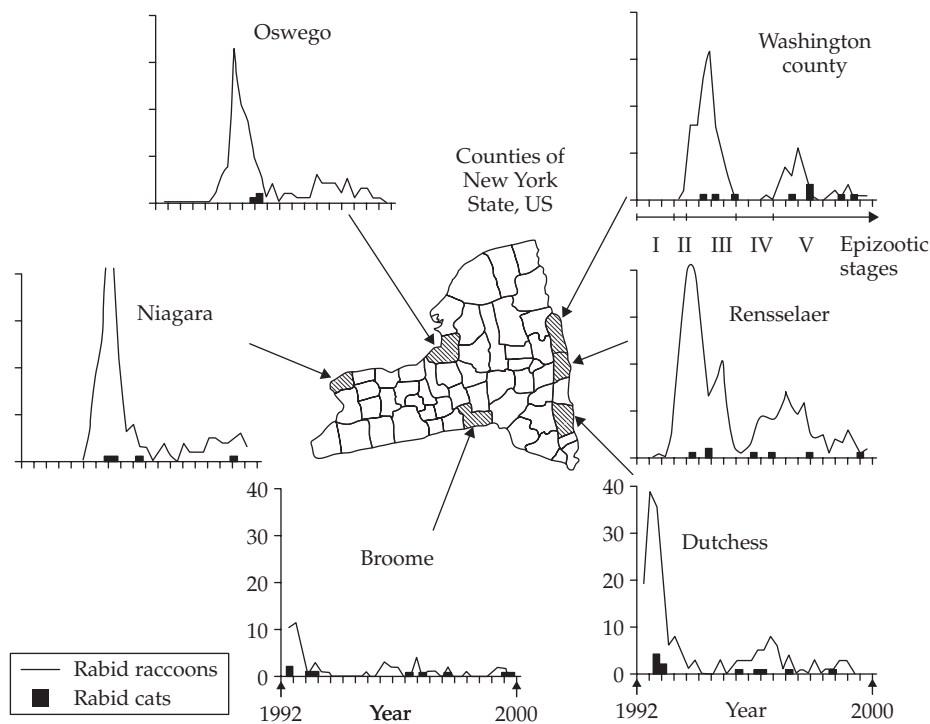 Oswego
Washington
county
Counties of
New York
State, US
I II III IV V Epizootic
stages
Niagara
Rensselaer
40
30
20
10
0
Broome
1992 Year 2000
40
30
20
10
0
Dutchess
1992 Year 2000
Rabid raccoons
Rabid cats